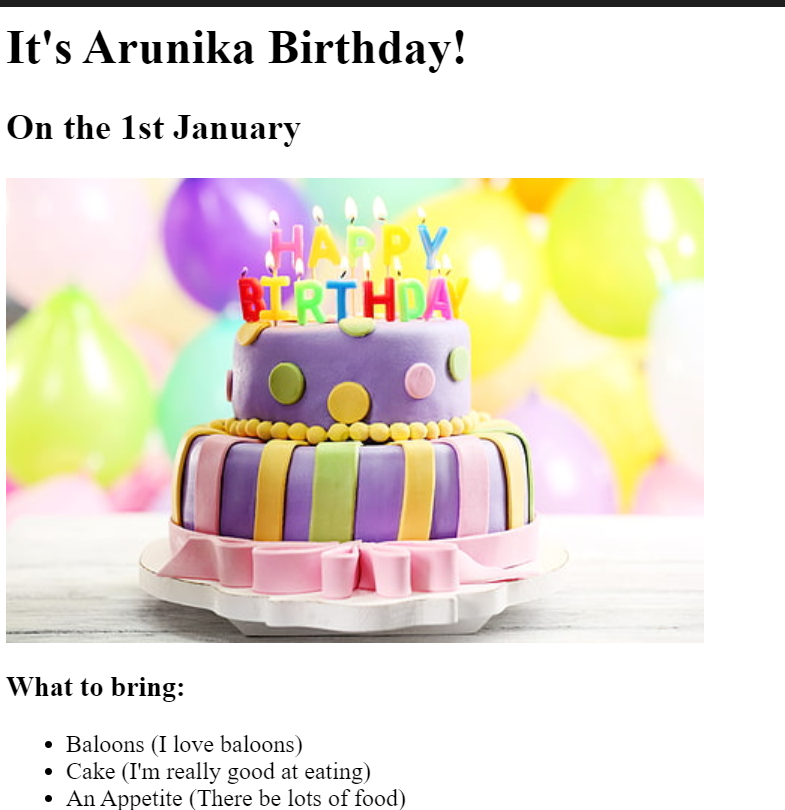 It's Arunika Birthday!
On the 1st January
HAPPY
BIRTHDAY
What to bring:
• Baloons (I love baloons)
• Cake (I'm really good at eating)
• An Appetite (There be lots of food)